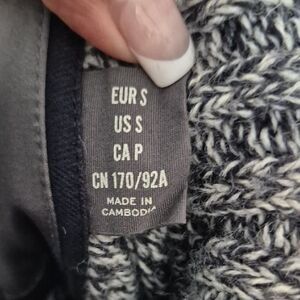 EUR S
US S
CA P
CN 170/92A
MADE IN
CAMBODIA